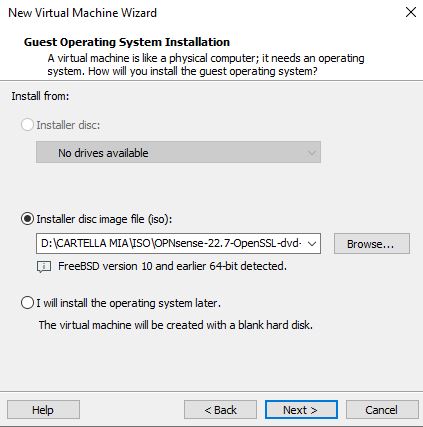 New Virtual Machine Wizard
Guest Operating System Installation
A virtual machine is like a physical computer; it needs an operating
system. How will you install the guest operating system?
Install from:
Installer disc:
No drives available
Installer disc image file (iso):
D:\CARTELLA MIA\ISO\OPNsense-22.7-OpenSSL-dvd-
Browse...
FreeBSD version 10 and earlier 64-bit detected.
I will install the operating system later.
The virtual machine will be created with a blank hard disk.
Help
< Back
Next >
Cancel